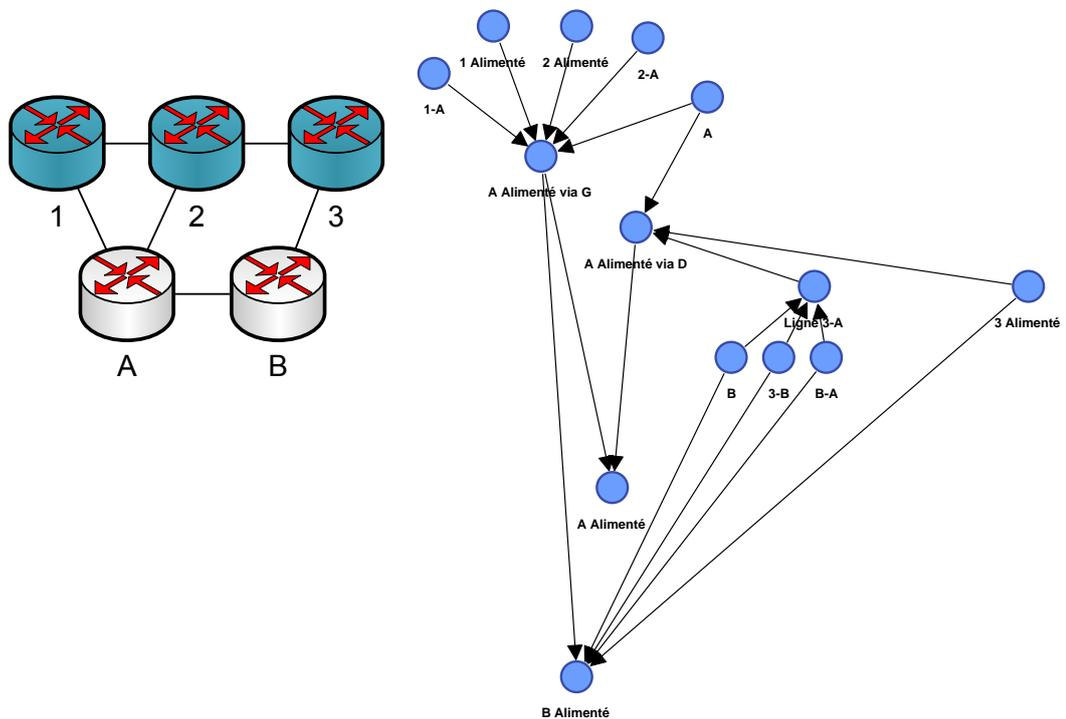 1
2
3
A
B
1 Alimenté
2 Alimenté
2-A
1-A
A
A Alimenté via G
A Alimenté via D
Ligne 3-A
3 Alimenté
B
3-B
B-A
A Alimenté
B Alimenté